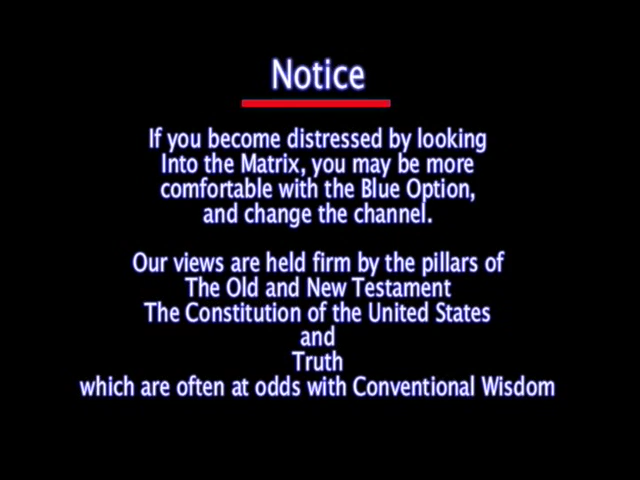 Notice
If you become distressed by looking
Into the Matrix, you may be more
comfortable with the Blue Option,
and change the channel.
Our views are held firm by the pillars of
The Old and New Testament
The Constitution of the United States
and
Truth
which are often at odds with Conventional Wisdom